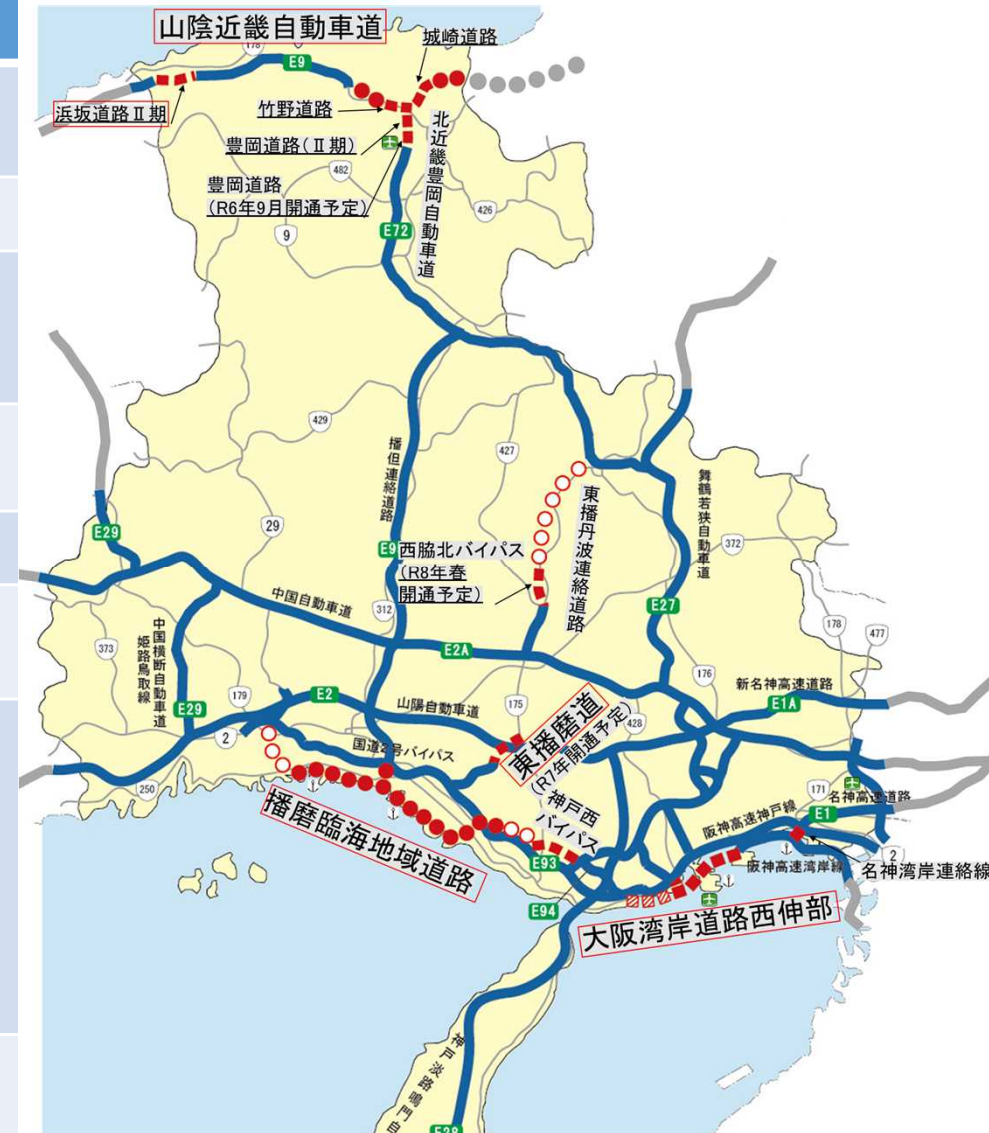 山陰近畿自動車道
城崎道路
178
E9
浜坂道路Ⅱ期
竹野道路
豊岡道路(Ⅱ期)
豊岡道路
(R6年9月開通予定)
北近畿豊岡自動車道
482
426
9
E72
429
427
播但連絡道路
東播丹波連絡道路
舞鶴若狭自動車道
29
372
E29
E9
西脇北バイパス
(R8年春
開通予定)
中国自動車道
312
E27
373
中国横断自動車道
姫路鳥取線
E2A
178
477
176
新名神高速道路
E1A
179
E2
山陽自動車道
175
E29
2
国道2号バイパス
東播磨道
(R7年開通予定)
428
250
神戸西
バイパス
171
名神高速道路
阪神高速神戸線
E1
播磨臨海地域道路
E93
阪神高速湾岸線
2
名神湾岸連絡線
E94
大阪湾岸道路西伸部
神戸淡路鳴門自
E28